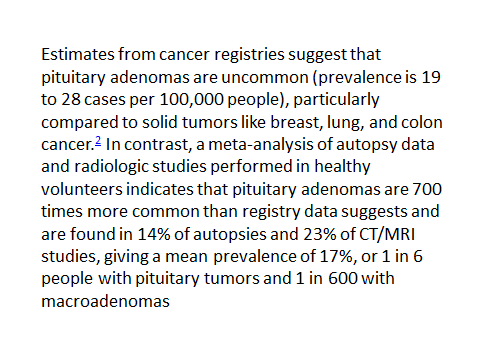 Estimates from cancer registries suggest that
pituitary adenomas are uncommon (prevalence is 19
to 28 cases per 100,000 people), particularly
compared to solid tumors like breast, lung, and colon
cancer.2 In contrast, a meta-analysis of autopsy data
and radiologic studies performed in healthy
volunteers indicates that pituitary adenomas are 700
times more common than registry data suggests and
are found in 14% of autopsies and 23% of CT/MRI
studies, giving a mean prevalence of 17%, or 1 in 6
people with pituitary tumors and 1 in 600 with
macroadenomas